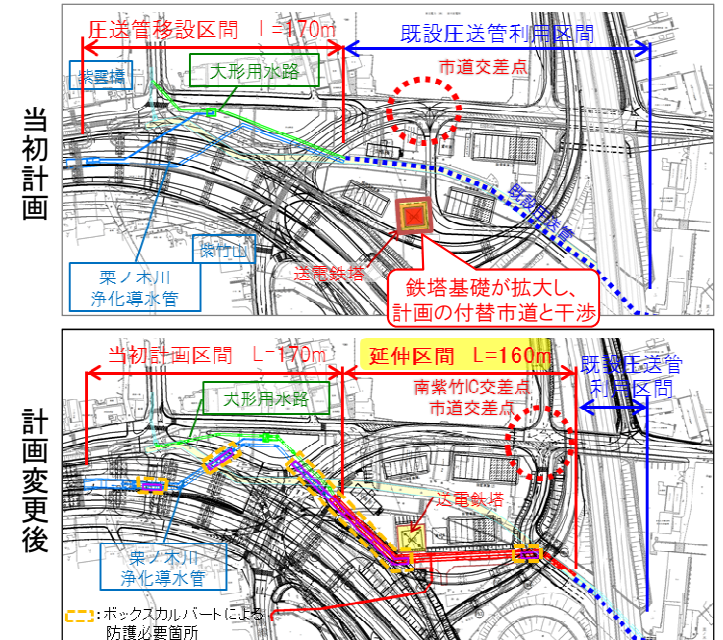 当初計画
圧送管移設区間 l=170m
既設圧送管利用区間
紫雲橋
大形用水路
市道交差点
既設圧送管
紫竹山
送電鉄塔
栗ノ木川
浄化導水管
鉄塔基礎が拡大し、
計画の付替市道と干渉
計画変更後
当初計画区間 L=170m
延伸区間 L=160m
既設圧送管
利用区間
大形用水路
南紫竹IC交差点
市道交差点
送電鉄塔
栗ノ木川
浄化導水管
:ボックスカルバートによる
防護必要箇所